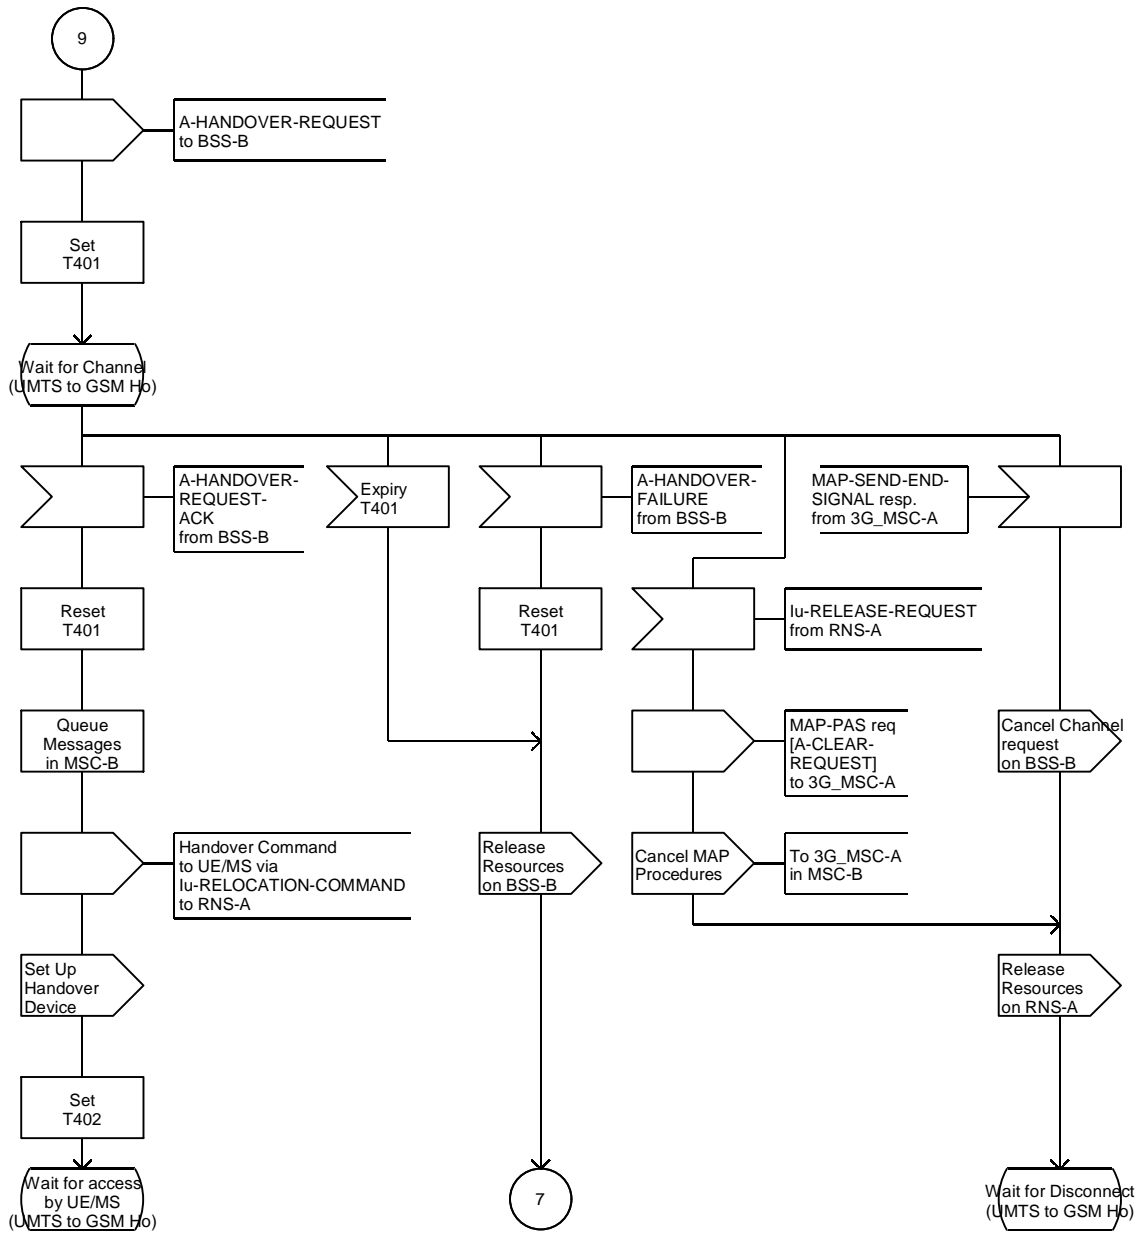 9
A-HANDOVER-REQUEST
to BSS-B
Set
T401
Wait for Channel
(UMTS to GSM Ho)
A-HANDOVER-
REQUEST-
ACK
from BSS-B
Expiry
T401
A-HANDOVER-
FAILURE
from BSS-B
MAP-SEND-END-
SIGNAL resp.
from 3G_MSC-A
Reset
T401
Reset
T401
Iu-RELEASE-REQUEST
from RNS-A
Queue
Messages
in MSC-B
MAP-PAS req
[A-CLEAR-
REQUEST]
to 3G_MSC-A
Cancel Channel
request
on BSS-B
Handover Command
to UE/MS via
Iu-RELOCATION-COMMAND
to RNS-A
Release
Resources
on BSS-B
Cancel MAP
Procedures
To 3G_MSC-A
in MSC-B
Set Up
Handover
Device
Release
Resources
on RNS-A
Set
T402
Wait for access
by UE/MS
(UMTS to GSM Ho)
7
Wait for Disconnect
(UMTS to GSM Ho)